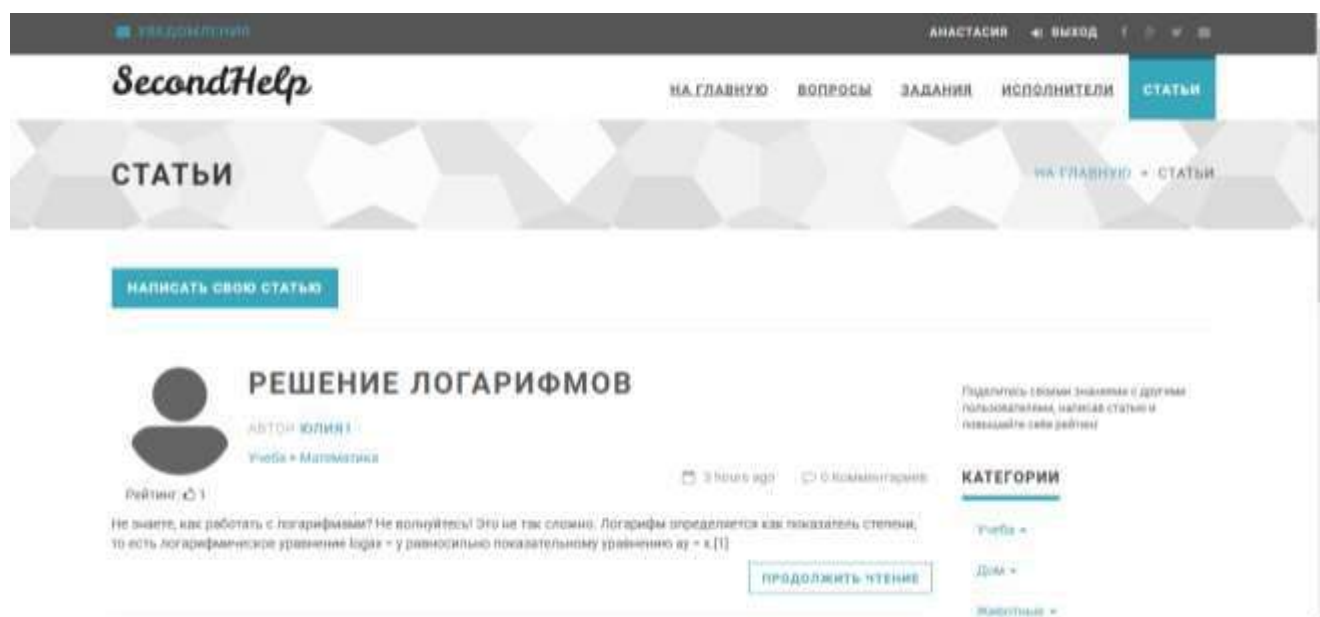 УВЕДОМЛЕНИЯ
АНАСТАСИЯ ВЫХОД
SecondHelp
НА ГЛАВНУЮ ВОПРОСЫ ЗАДАНИЯ ИСПОЛНИТЕЛИ СТАТЬИ
СТАТЬИ
НА ГЛАВНУЮ СТАТЬИ
НАПИСАТЬ СВОЮ СТАТЬЮ
РЕШЕНИЕ ЛОГАРИФМОВ
АВТОР ЮЛИЯ1
Учеба • Математика
3 hours ago 0 Комментариев
Рейтинг: 1
Не знаете, как работать с логарифмами? Не волнуйтесь! Это не так сложно. Логарифм определяется как показатель степени,
то есть логарифмическое уравнение logax = y равносильно показательному уравнению ay = x.[1]
ПРОДОЛЖИТЬ ЧТЕНИЕ
Поделитесь своими знаниями с другими
пользователями, написав статью и
повышайте себе рейтинг
КАТЕГОРИИ
Учеба
Дом
Животные